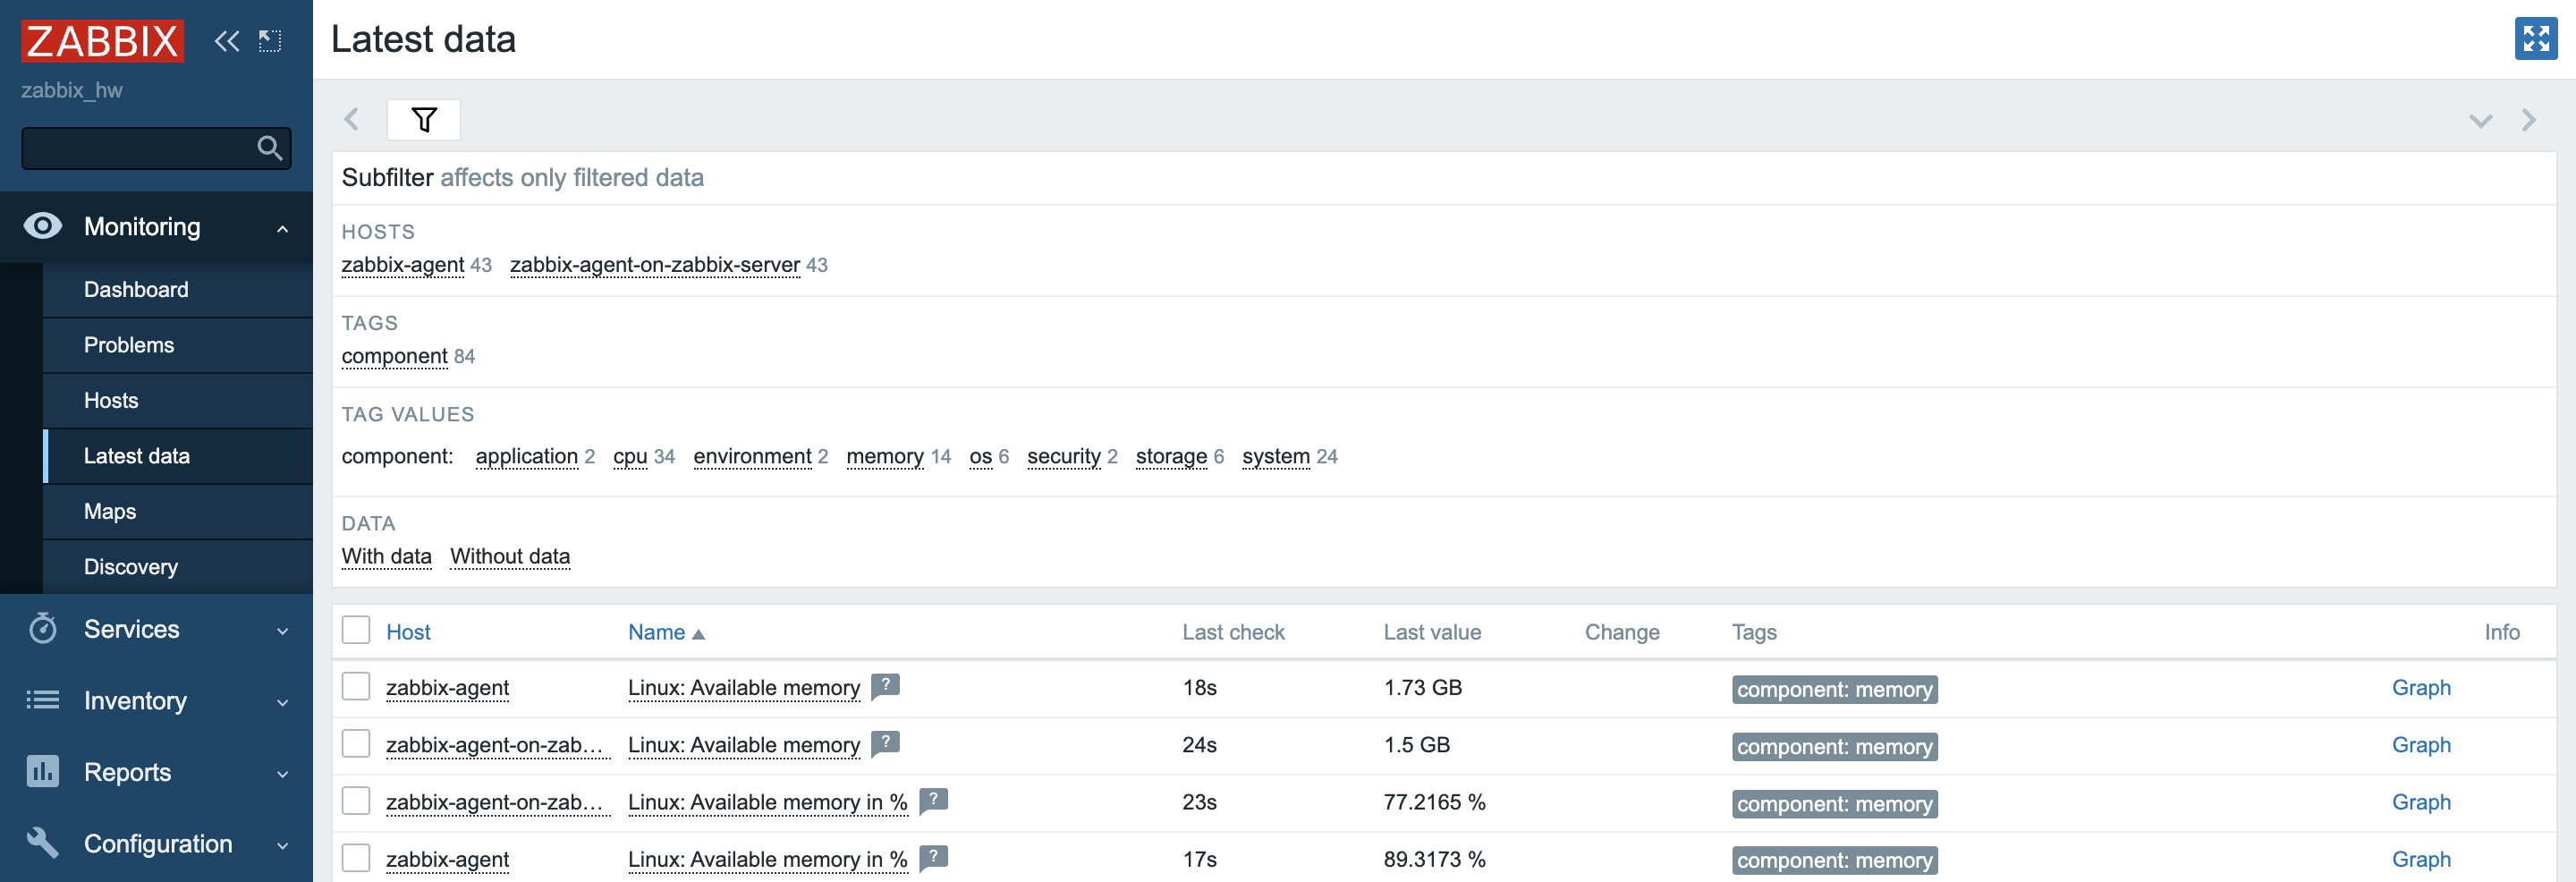 ZABBIX
zabbix_hw
Monitoring
Dashboard
Problems
Hosts
Latest data
Maps
Discovery
Services
Inventory
Reports
Configuration
Latest data
Subfilter affects only filtered data
HOSTS
zabbix-agent 43 zabbix-agent-on-zabbix-server 43
TAGS
component 84
TAG VALUES
component: application 2 cpu 34 environment 2 memory 14 os 6 security 2 storage 6 system 24
DATA
With data Without data
Host Name Last check Last value Change Tags Info
zabbix-agent Linux: Available memory ? 18s 1.73 GB component: memory Graph
zabbix-agent-on-zab... Linux: Available memory ? 24s 1.5 GB component: memory Graph
zabbix-agent-on-zab... Linux: Available memory in % ? 23s 77.2165 % component: memory Graph
zabbix-agent Linux: Available memory in % ? 17s 89.3173 % component: memory Graph